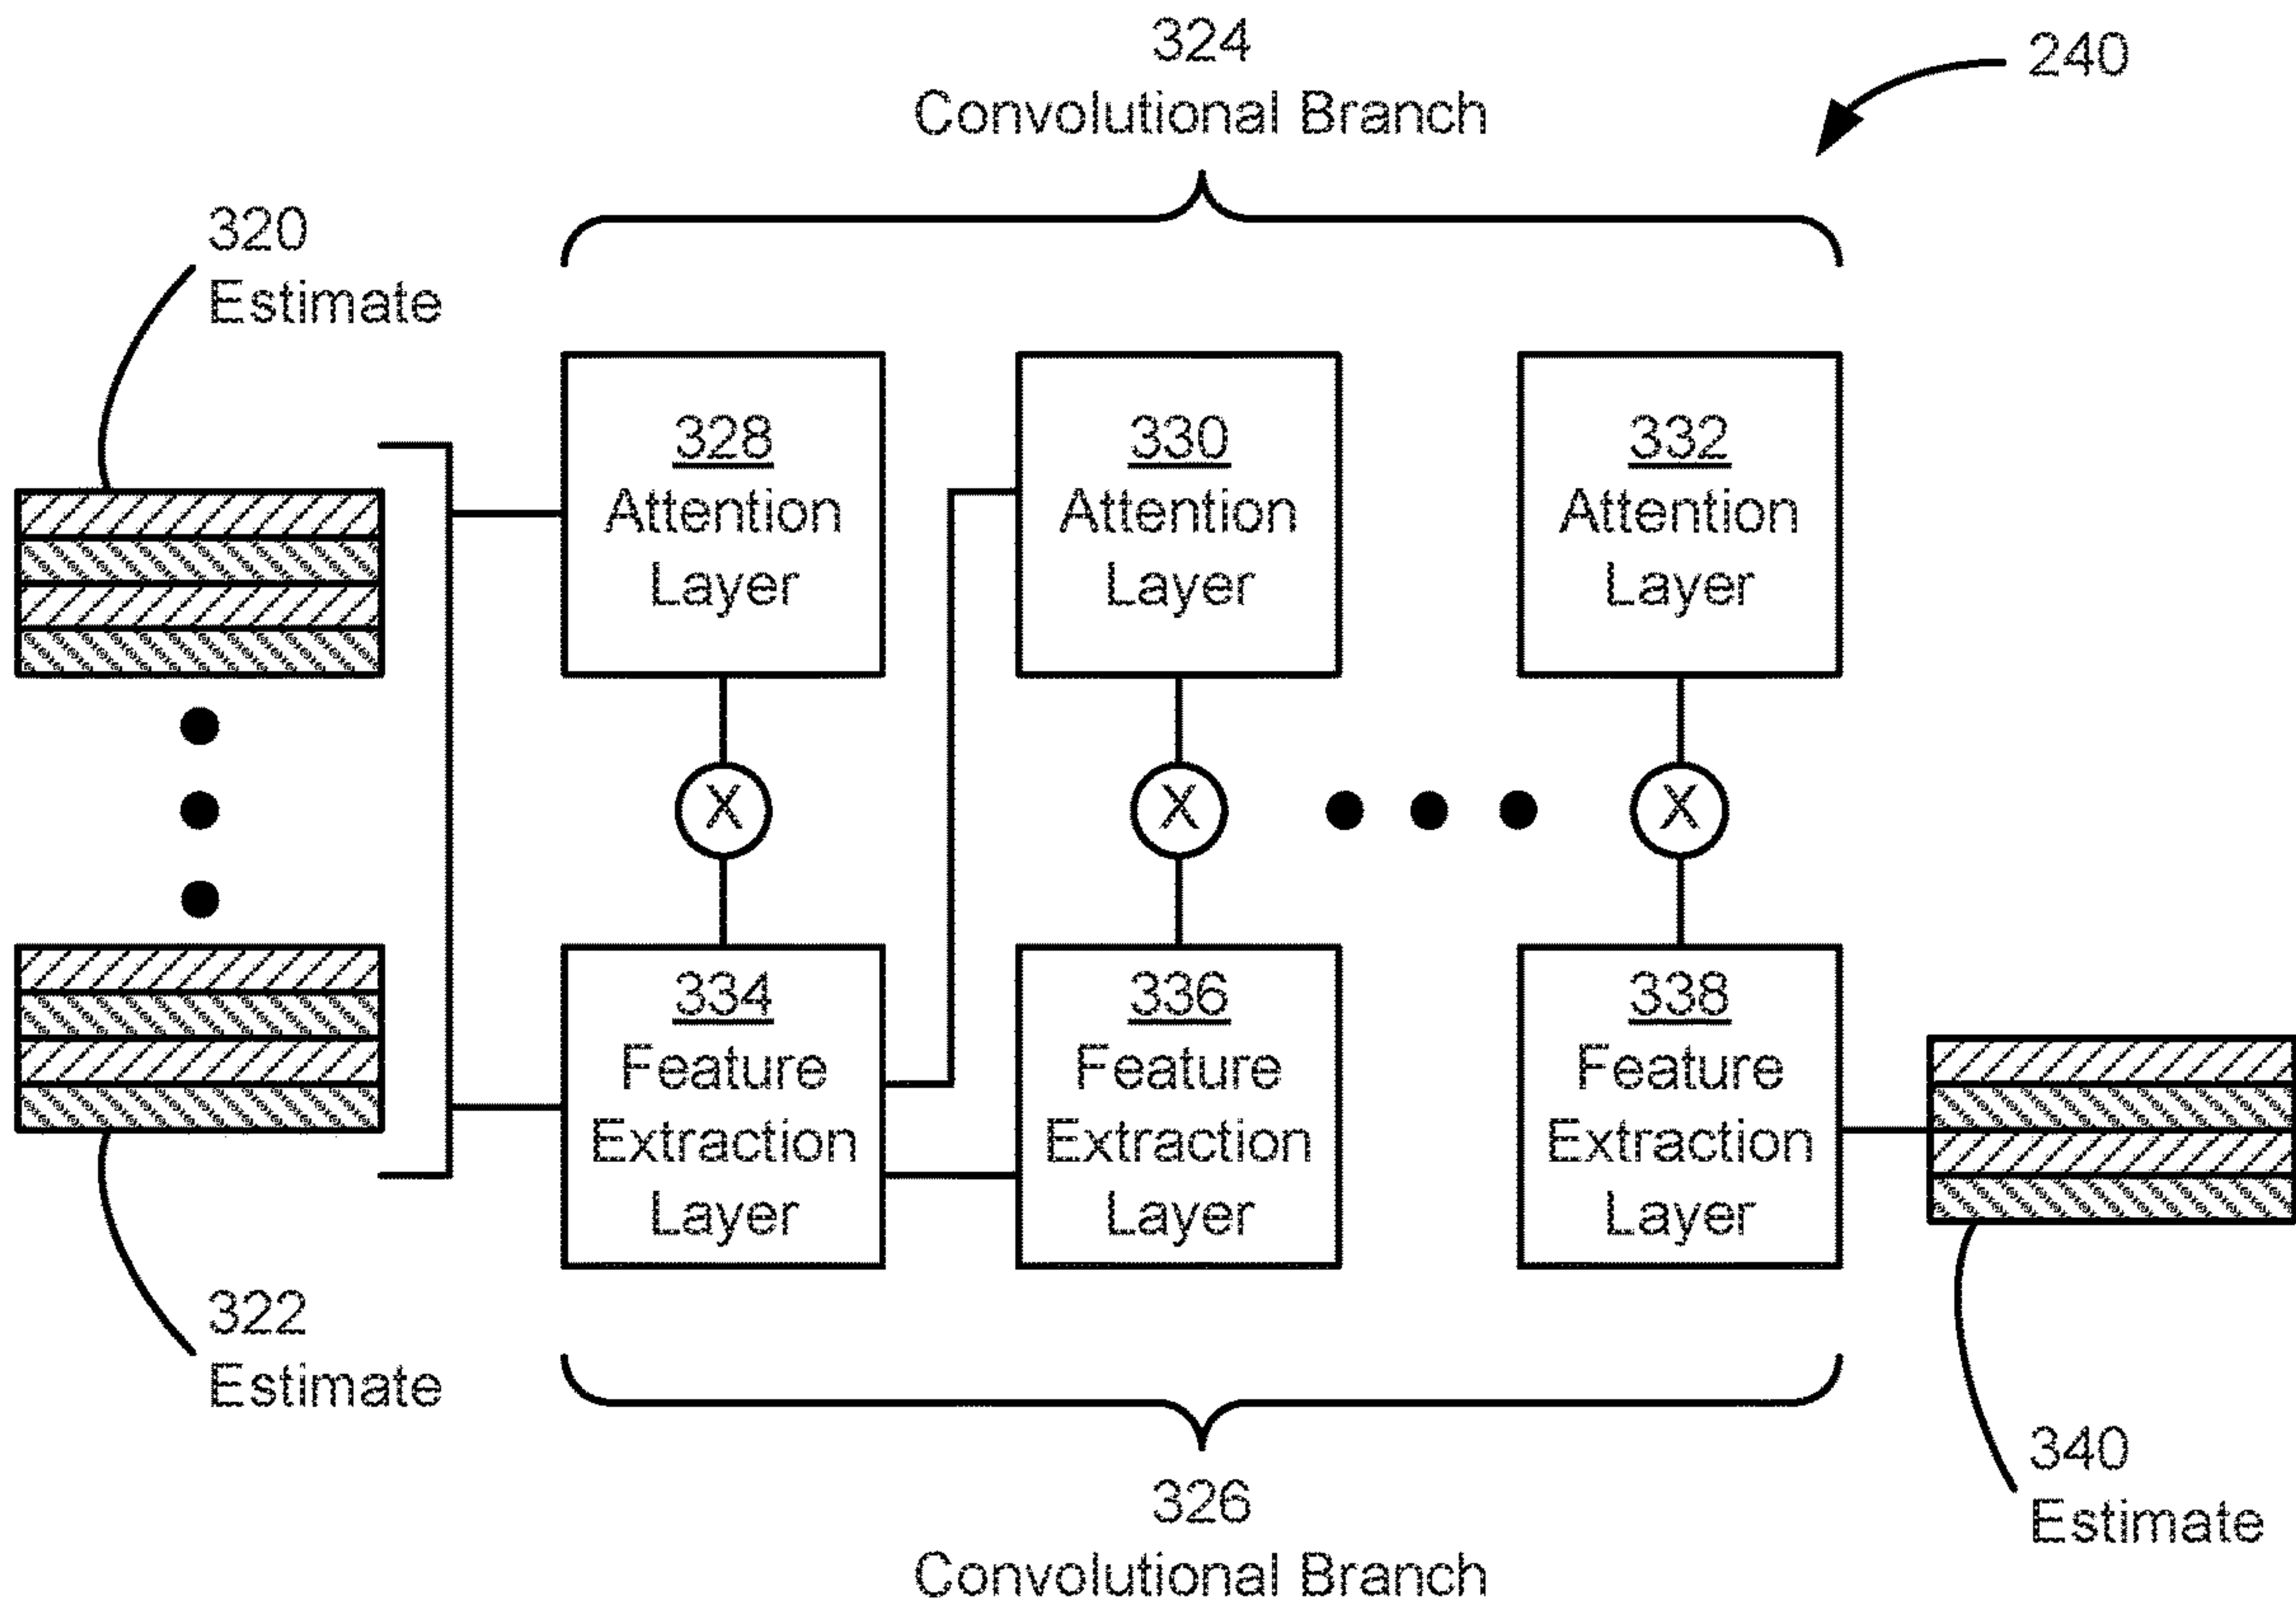 324
Convolutional Branch
240
320
Estimate
328
Attention
Layer
330
Attention
Layer
332
Attention
Layer
X
X
X
334
Feature
Extraction
Layer
336
Feature
Extraction
Layer
338
Feature
Extraction
Layer
322
Estimate
340
Estimate
326
Convolutional Branch